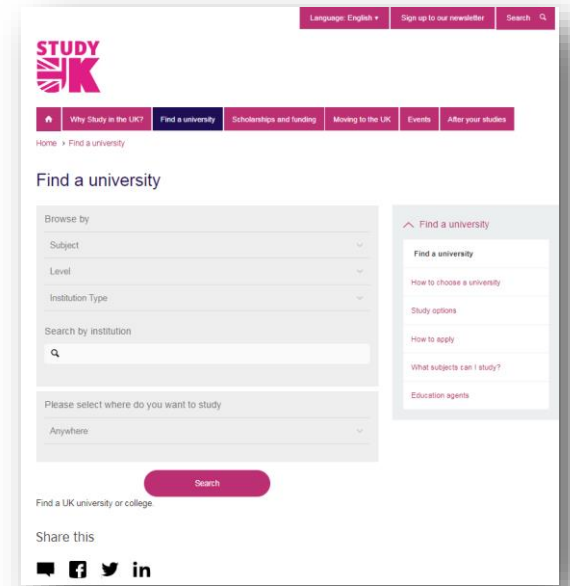 Language: English ▾ Sign up to our newsletter Search
STUDY
UK
Why Study in the UK? Find a university Scholarships and funding Moving to the UK Events After your studies
Home › Find a university
Find a university
Browse by
Subject
Level
Institution Type
Search by institution
Please select where do you want to study
Anywhere
Search
Find a UK university or college.
Share this
in
Find a university
Find a university
How to choose a university
Study options
How to apply
What subjects can I study?
Education agents